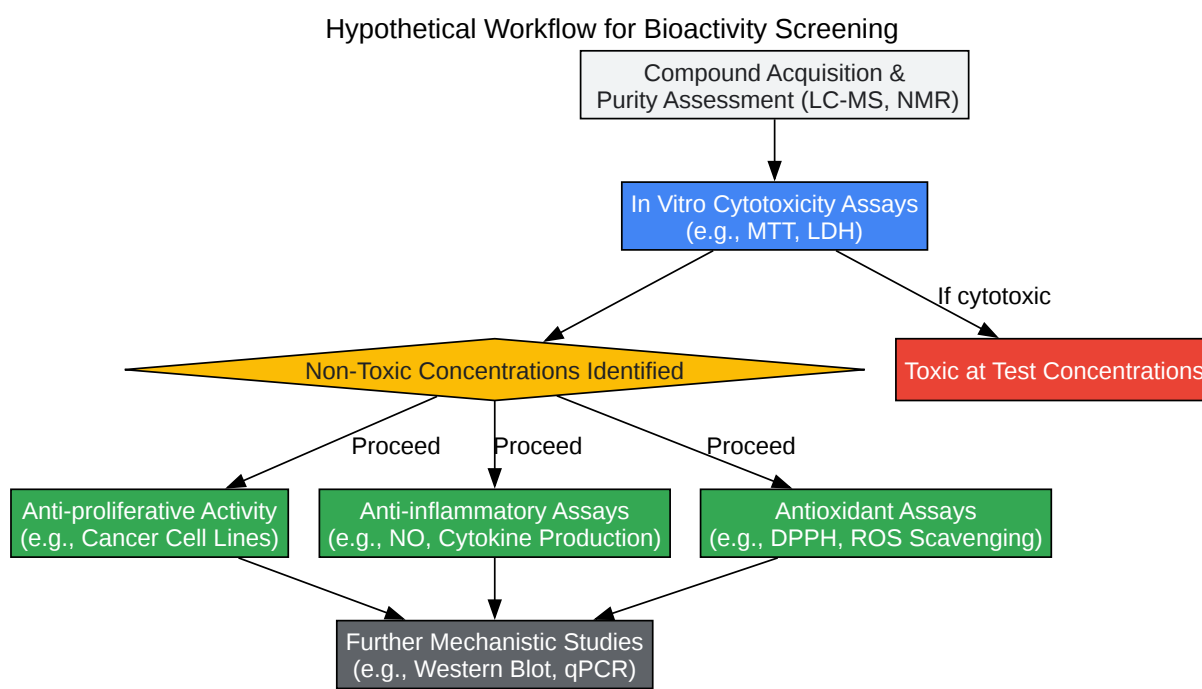 Hypothetical Workflow for Bioactivity Screening
Compound Acquisition &
Purity Assessment (LC-MS, NMR)
In Vitro Cytotoxicity Assays
(e.g., MTT, LDH)
If cytotoxic
Non-Toxic Concentrations Identified
Toxic at Test Concentrations
Proceed
Proceed
Proceed
Anti-proliferative Activity
(e.g., Cancer Cell Lines)
Anti-inflammatory Assays
(e.g., NO, Cytokine Production)
Antioxidant Assays
(e.g., DPPH, ROS Scavenging)
Further Mechanistic Studies
(e.g., Western Blot, qPCR)